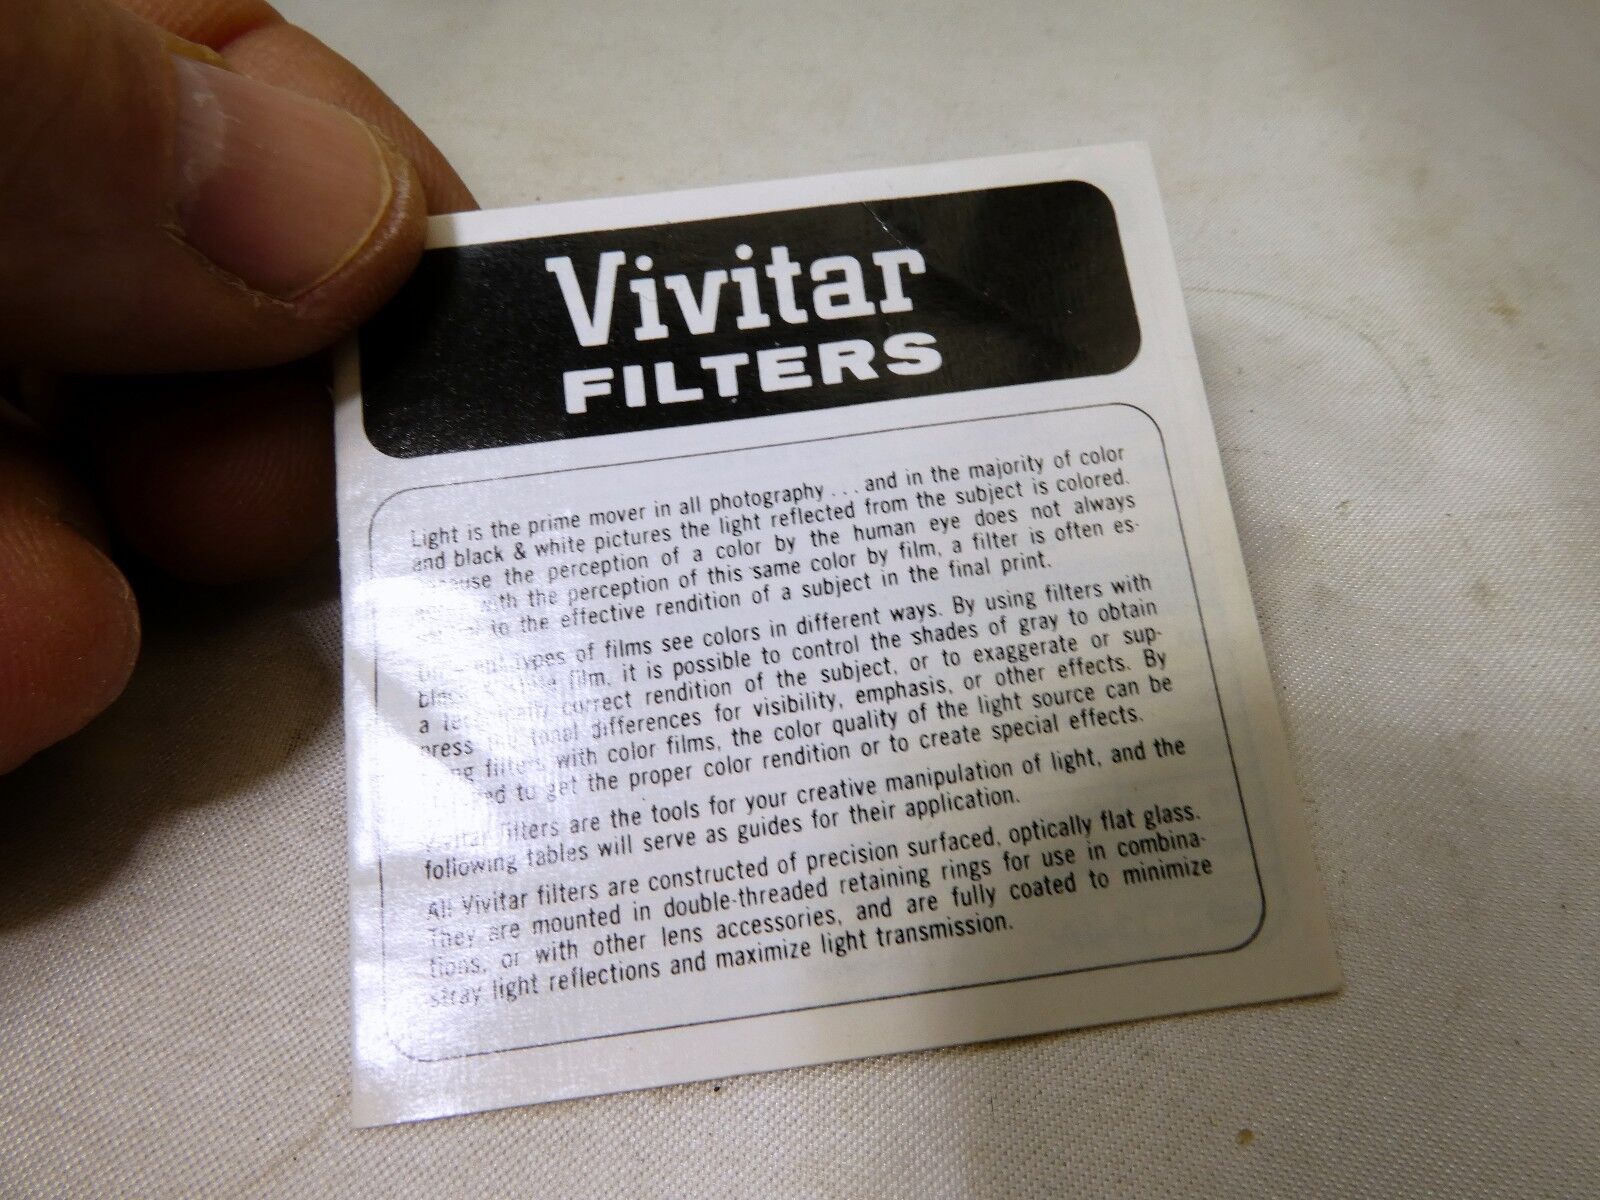 Vivitar
FILTERS
Light is the prime mover in all photography . . . and in the majority of color
and black & white pictures the light reflected from the subject is colored.
the perception of a color by the human eye does not always
with the perception of this same color by film, a filter is often es-
to the effective rendition of a subject in the final print.
types of films see colors in different ways. By using filters with
film, it is possible to control the shades of gray to obtain
a correct rendition of the subject, or to exaggerate or sup-
press tonal differences for visibility, emphasis, or other effects. By
filters with color films, the color quality of the light source can be
to get the proper color rendition or to create special effects.
Vivitar filters are the tools for your creative manipulation of light, and the
following tables will serve as guides for their application.
All Vivitar filters are constructed of precision surfaced, optically flat glass.
They are mounted in double-threaded retaining rings for use in combina-
tions, or with other lens accessories, and are fully coated to minimize
stray light reflections and maximize light transmission.